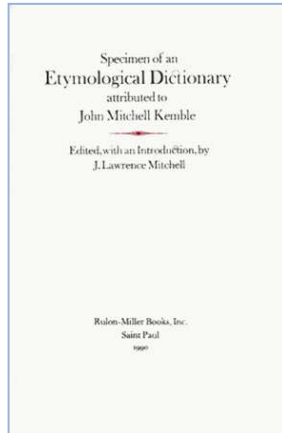 Specimen of an
Etymological Dictionary
attributed to
John Mitchell Kemble
Edited, with an Introduction, by
J. Lawrence Mitchell
Rulon-Miller Books, Inc.
Saint Paul
1990